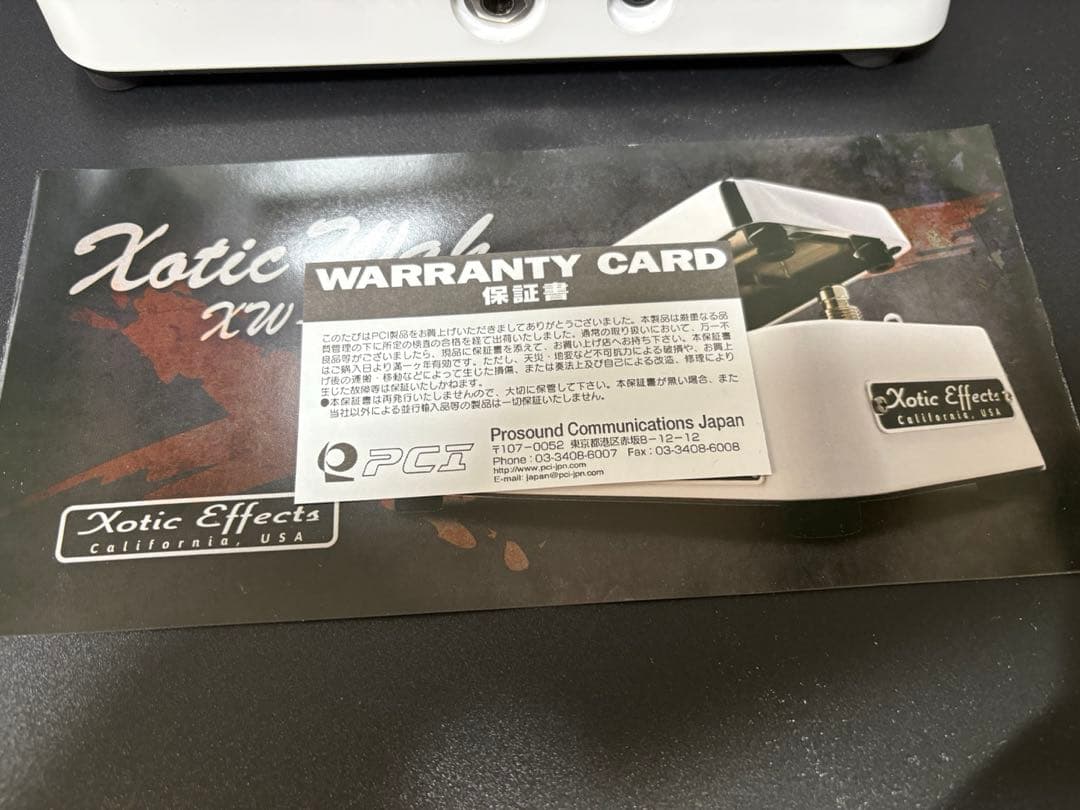 Xotic Wah
XW-
WARRANTY CARD
保証書
このたびはPCI製品をお買上げいただきましてありがとうございました。本製品は厳重なる品
質管理の下に所定の検査の合格を経て出荷いたしました。通常の取り扱いにおいて、万一不
良品等がございましたら、現品に保証書を添えて、お買い上げ店へお持ち下さい。本保証書
はご購入日より満一ヶ年有効です。ただし、天災・地変など不可抗力による破損や、お買上
げ後の運搬・移動などによって生じた損傷、または奏法上及び自己による改造、修理により
生じた故障等は保証いたしかねます。
●本保証書は再発行いたしませんので、大切に保管して下さい。本保証書が無い場合、また
当社以外による並行輸入品等の製品は一切保証いたしません。
PCI
Prosound Communications Japan
〒107-0052 東京都港区赤坂8-12-12
Phone : 03-3408-6007 Fax : 03-3408-6008
http://www.pci-jpn.com
E-mail: japan@pci-jpn.com
Xotic Effects
California, USA
Xotic Effects
California, USA